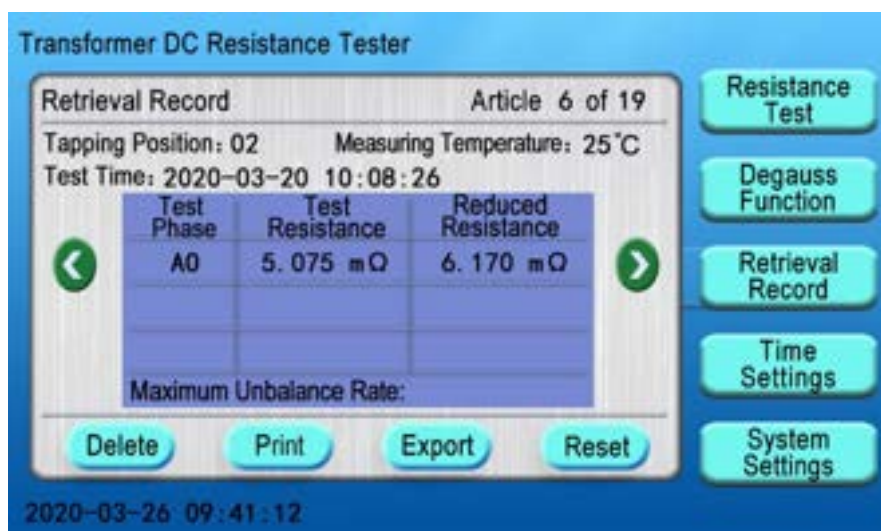 Transformer DC Resistance Tester
Retrieval Record Article 6 of 19
Tapping Position: 02 Measuring Temperature: 25℃
Test Time: 2020-03-20 10:08:26
Test Phase Test Resistance Reduced Resistance
A0 5.075 mΩ 6.170 mΩ
Maximum Unbalance Rate:
Delete Print Export Reset
2020-03-26 09:41:12
Resistance
Test
Degauss
Function
Retrieval
Record
Time
Settings
System
Settings